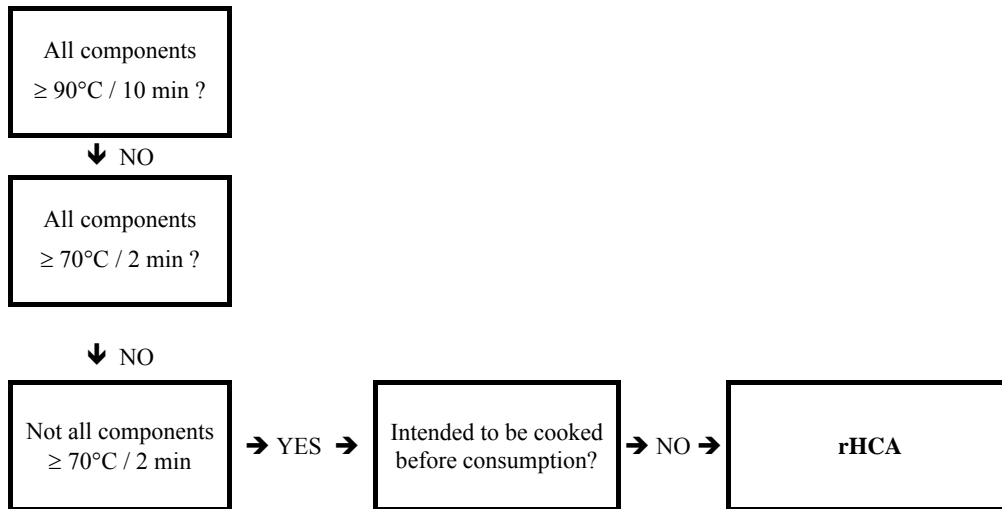 All components
≥ 90°C / 10 min ?
🡻 NO
All components
≥ 70°C / 2 min ?
🡻 NO
Not all components
≥ 70°C / 2 min
➔ YES ➔
Intended to be cooked
before consumption?
➔ NO ➔
rHCA